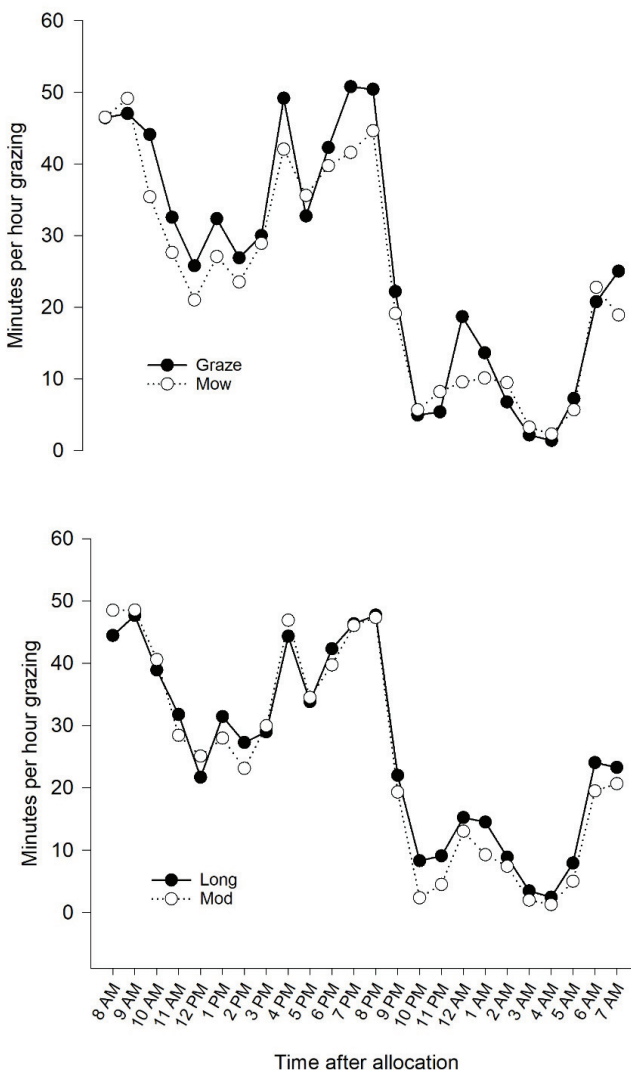 60
50
40
30
20
10
0
Minutes per hour grazing
Graze
Mow
60
50
40
30
20
10
0
Minutes per hour grazing
Long
Mod
8 AM
9 AM
10 AM
11 AM
12 PM
1 PM
2 PM
3 PM
4 PM
5 PM
6 PM
7 PM
8 PM
9 PM
10 PM
11 PM
12 AM
1 AM
2 AM
3 AM
4 AM
5 AM
6 AM
7 AM
Time after allocation